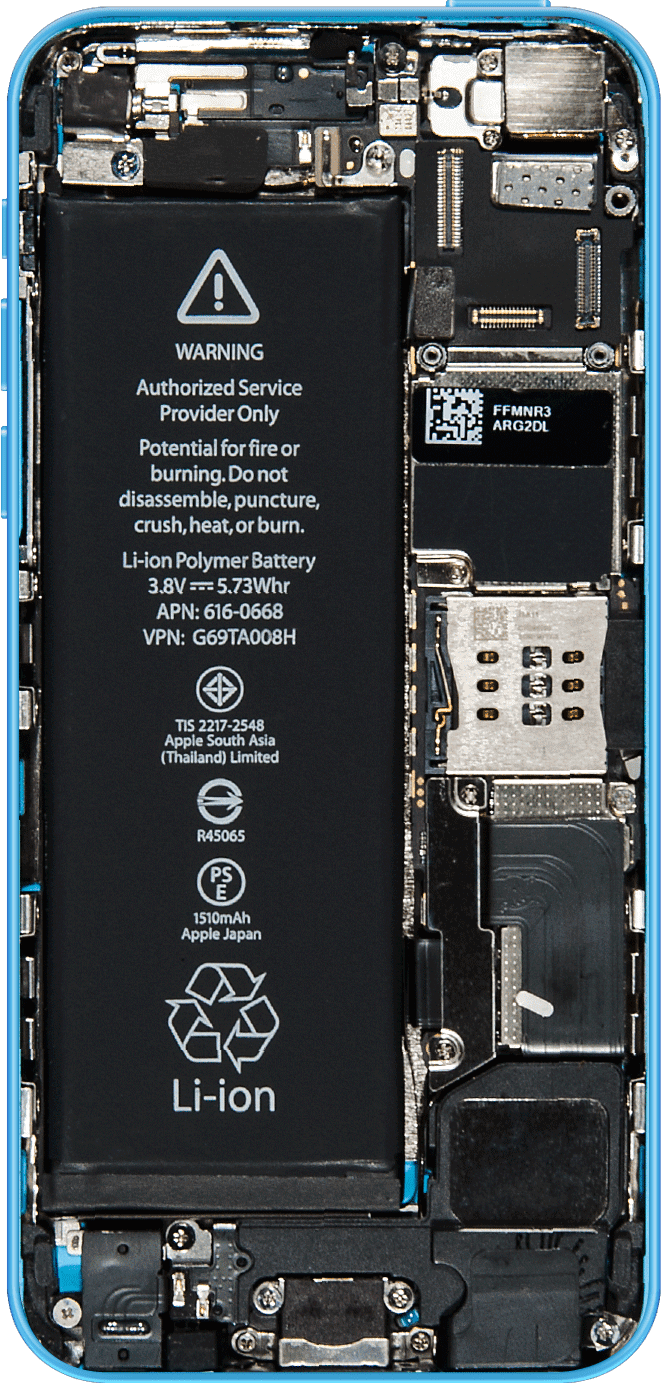 WARNING
Authorized Service
Provider Only
Potential for fire or
burning. Do not
disassemble, puncture,
crush, heat, or burn.
Li-ion Polymer Battery
3.8V ⎓ 5.73Whr
APN: 616-0668
VPN: G69TA008H
TIS 2217-2548
Apple South Asia
(Thailand) Limited
R45065
PS
E
1510mAh
Apple Japan
Li-ion
FFMNR3
ARG2DL